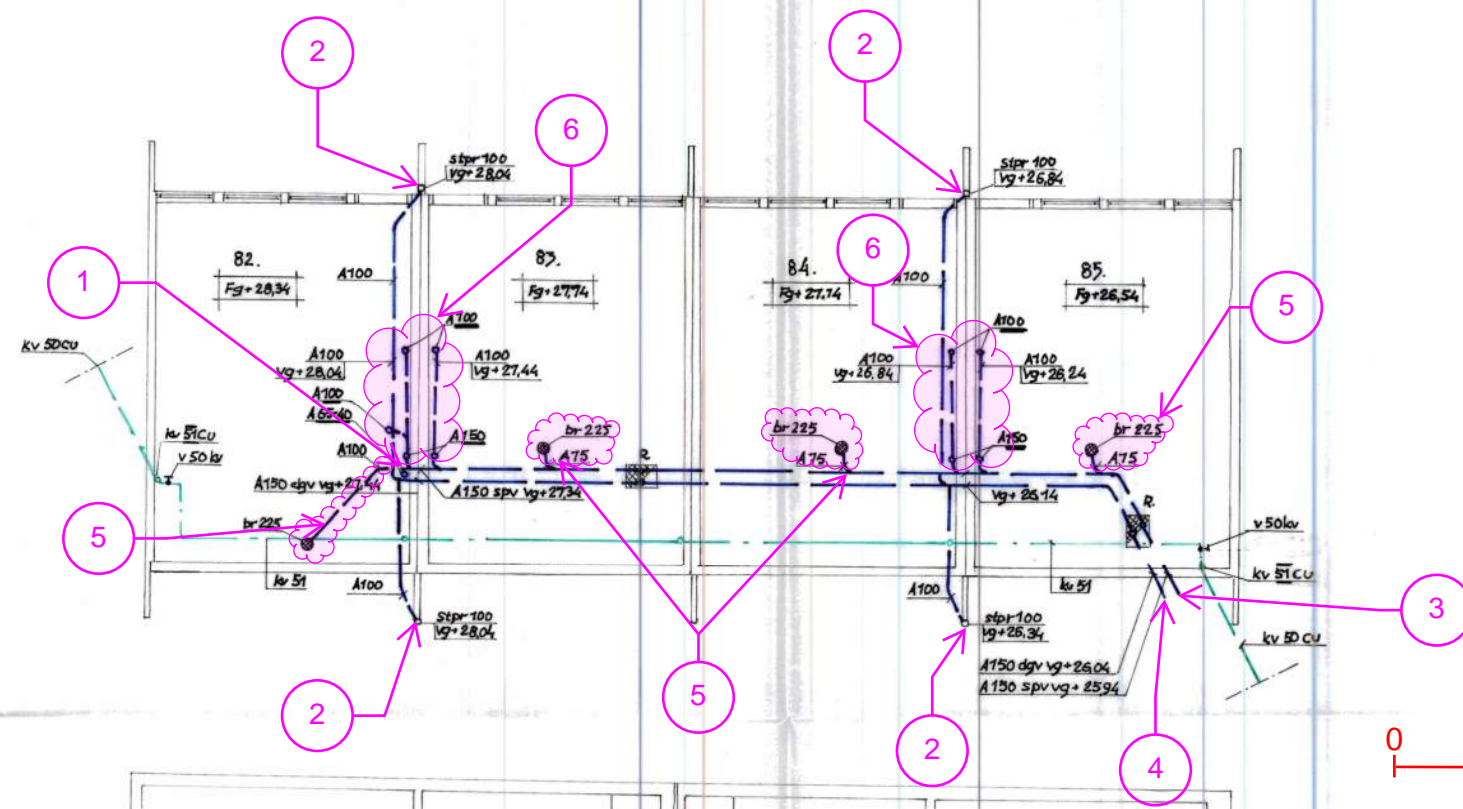 2
2
6
stpr 100
vg+28,04
stpr 100
vg+26,84
82.
Fg+28,34
1
A100
83.
Fg+27,74
84.
Fg+27,14
6
A100
85.
Fg+26,54
5
A100
A100
kv 50 CU
A100
vg+28,04
A100
vg+27,44
A100
vg+26,84
A100
vg+26,24
A100
br 225
br 225
br 225
kv 51 CU
v 50 kv
A150
A150
A100
A75
A75
A75
R.
A150 dgv vg+27,44
A150 spv vg+27,34
vg+26,14
R.
5
br 225
v 50 kv
kv 51
kv 51
kv 51 CU
A100
A100
3
stpr 100
vg+28,04
stpr 100
vg+26,34
kv 50 CU
A150 dgv vg+26,04
A150 spv vg+25,94
5
2
2
4
0